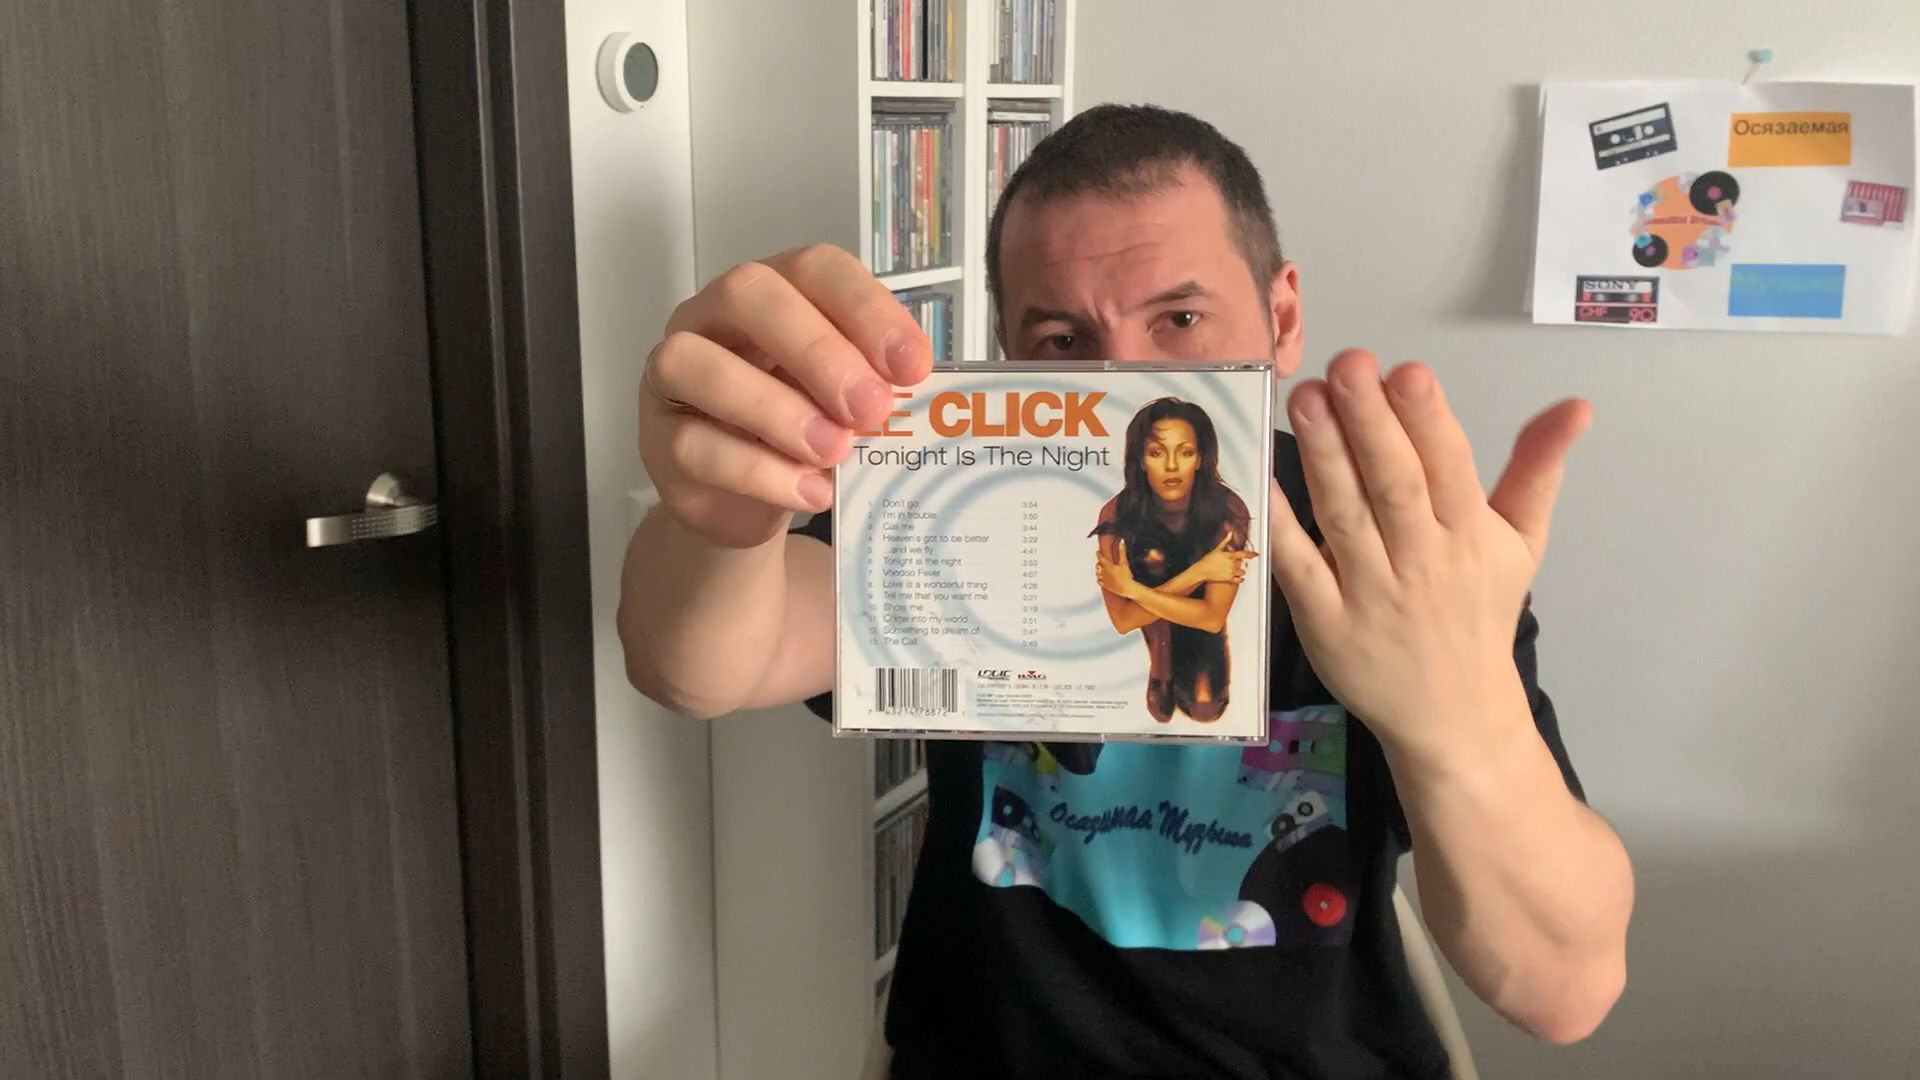 Осязаемая
SONY
CHF 90
LE CLICK
Tonight Is The Night
1. Don't go 3:54
2. I'm in trouble 3:50
3. Call me 3:44
4. Heaven's got to be better 3:29
5. ...and we fly 4:41
6. Tonight is the night 3:53
7. Voodoo Fever 4:07
8. Love is a wonderful thing 4:28
9. Tell me that you want me 3:31
10. Show me 3:19
11. Come into my world 3:51
12. Something to dream of 3:47
13. The Call 5:49
LOGIC BMG
Осязаемая Музыка